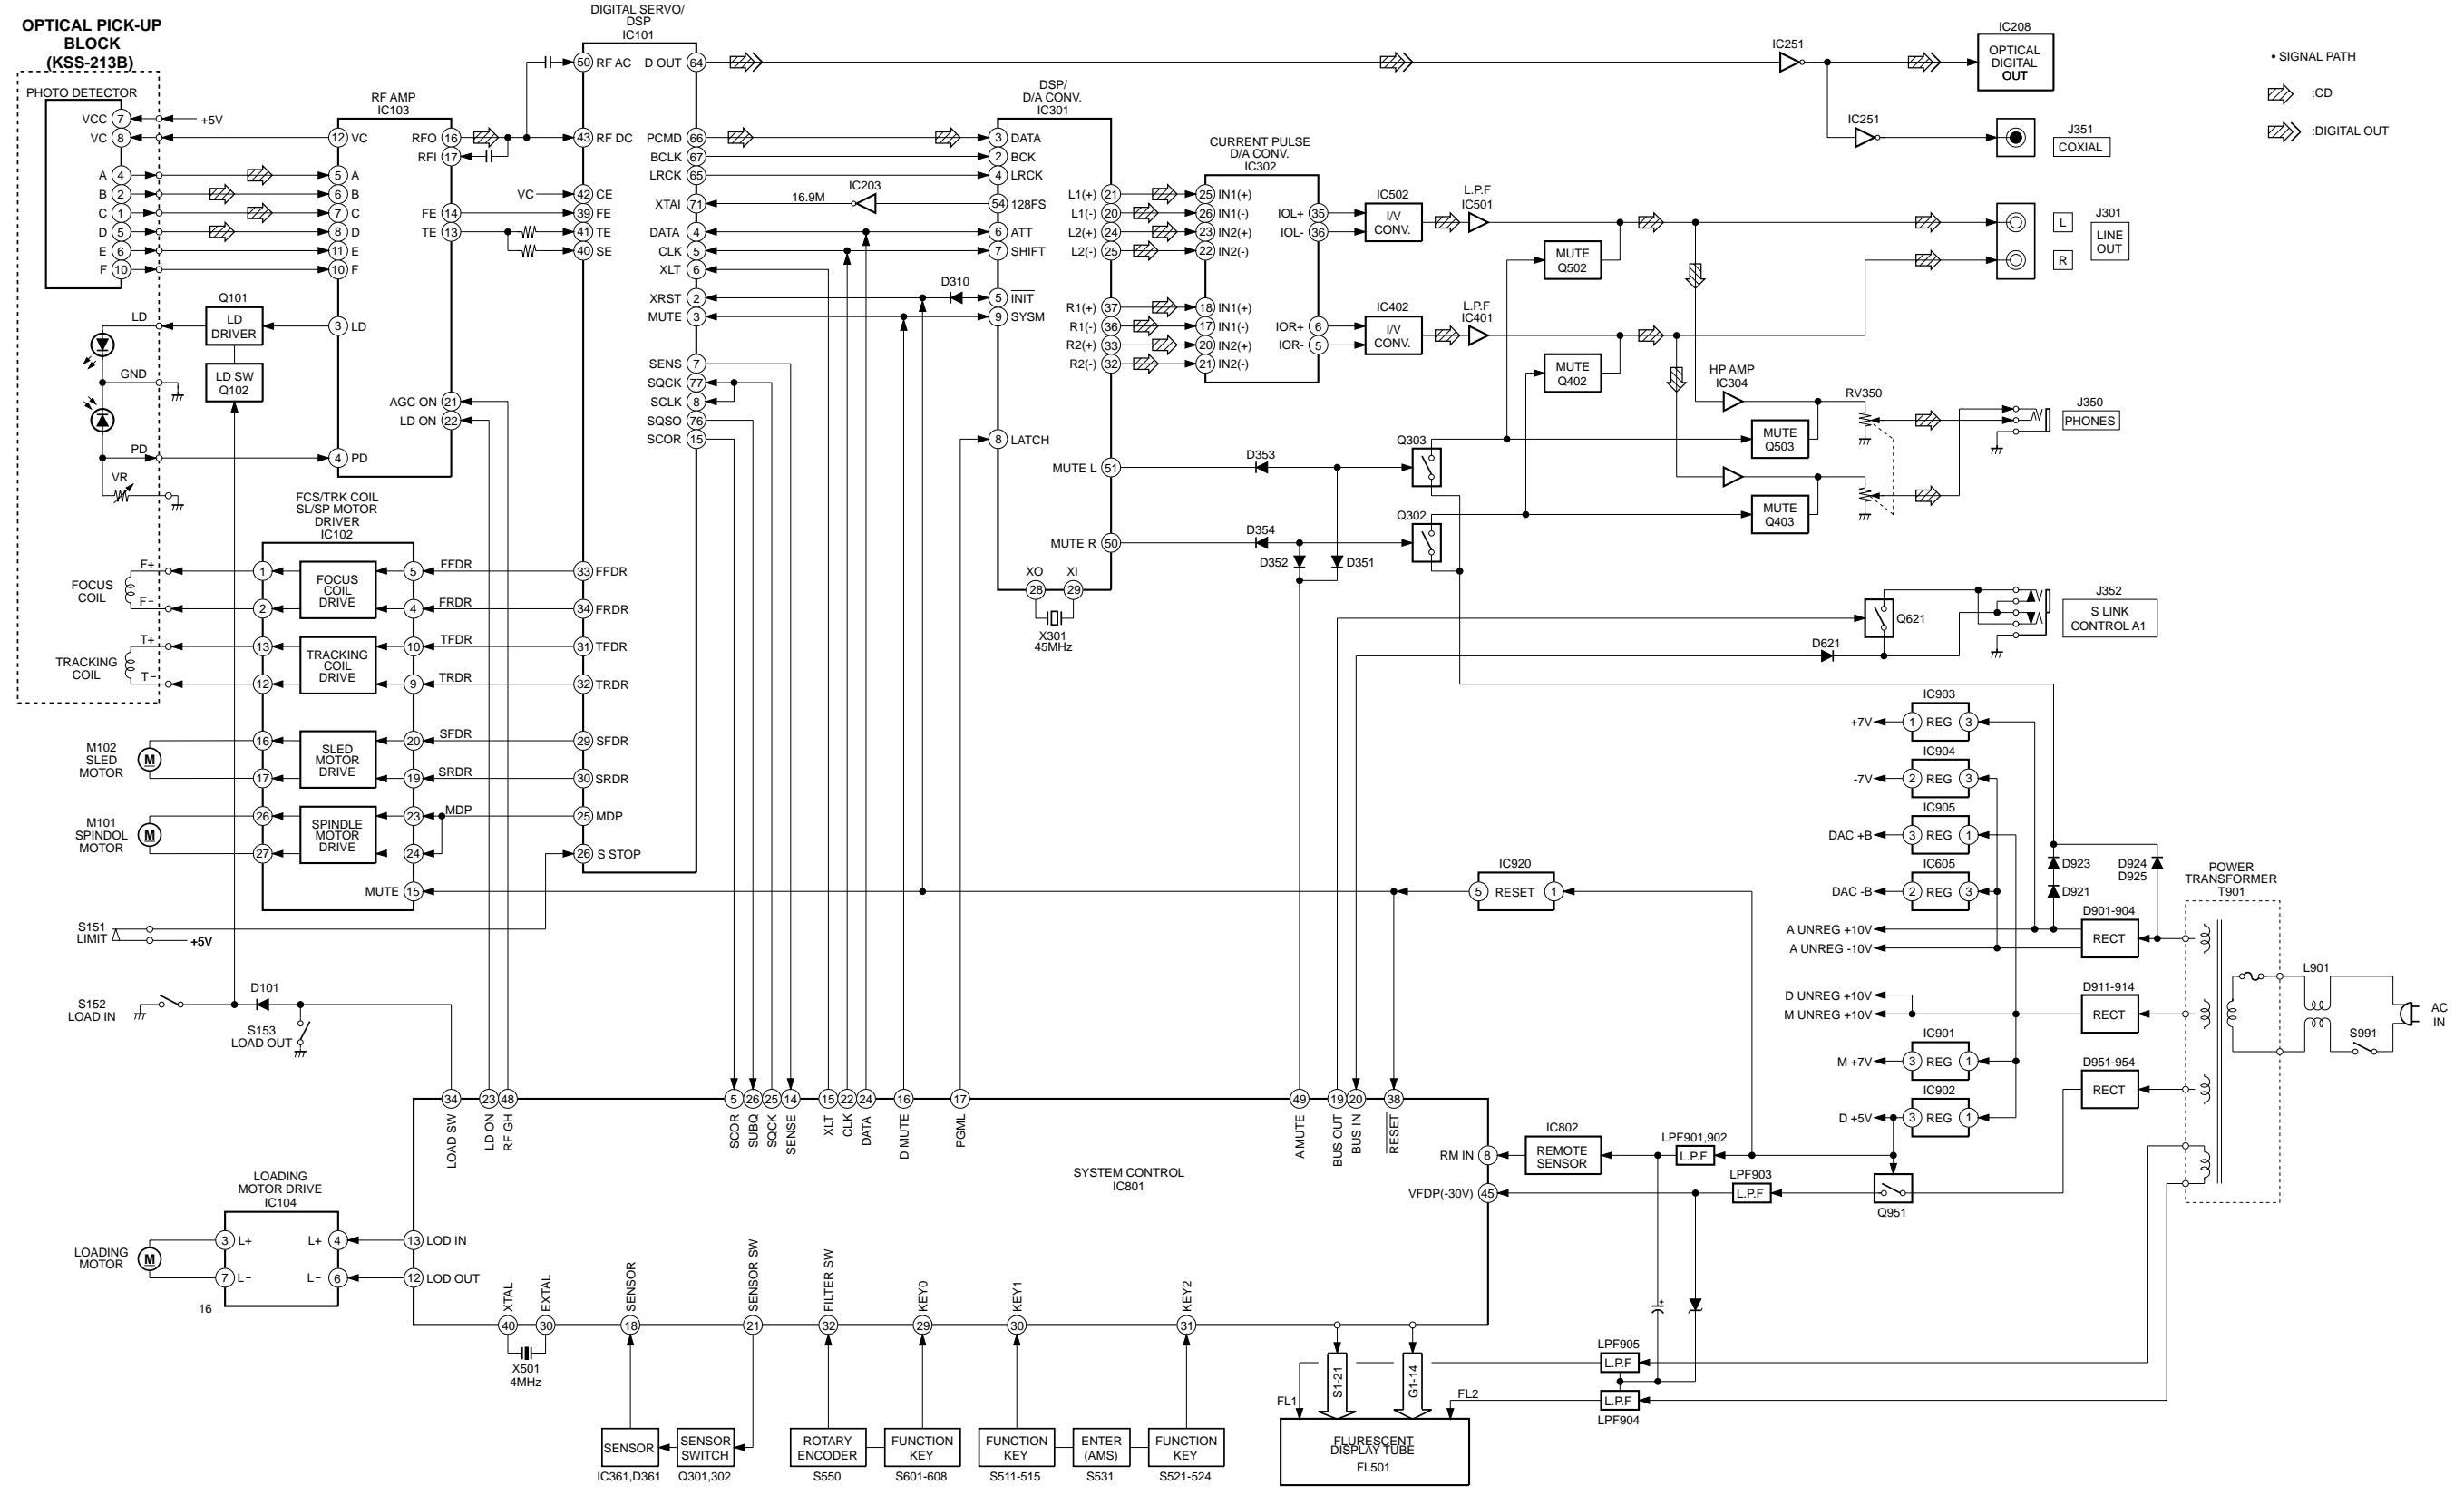 OPTICAL PICK-UP
BLOCK
(KSS-213B)
PHOTO DETECTOR
VCC 7
+5V
VC 8
A 4
B 2
C 1
D 5
E 6
F 10
RF AMP
IC103
12 VC
5 A
6 B
7 C
8 D
11 E
10 F
3 LD
4 PD
RFO 16
RFI 17
FE 14
TE 13
AGC ON 21
LD ON 22
Q101
LD
DRIVER
LD SW
Q102
LD
GND
PD
VR
FCS/TRK COIL
SL/SP MOTOR
DRIVER
IC102
F+
FOCUS
COIL
F-
T+
TRACKING
COIL
T-
1
2
13
12
16
17
26
27
FOCUS
COIL
DRIVE
TRACKING
COIL
DRIVE
SLED
MOTOR
DRIVE
SPINDLE
MOTOR
DRIVE
5 FFDR
4 FRDR
10 TFDR
9 TRDR
20 SFDR
19 SRDR
23 MDP
24
MUTE 15
M102
SLED
MOTOR
M
M101
SPINDOL
MOTOR
M
S151
LIMIT
+5V
S152
LOAD IN
D101
S153
LOAD OUT
DIGITAL SERVO/
DSP
IC101
50 RF AC
43 RF DC
VC
42 CE
39 FE
41 TE
40 SE
33 FFDR
34 FRDR
31 TFDR
32 TRDR
29 SFDR
30 SRDR
25 MDP
26 S STOP
D OUT 64
PCMD 66
BCLK 67
LRCK 65
XTAI 71
DATA 4
CLK 5
XLT 6
XRST 2
MUTE 3
SENS 7
SQCK 77
SCLK 8
SQSO 76
SCOR 15
16.9M
IC203
D310
DSP/
D/A CONV.
IC301
3 DATA
2 BCK
4 LRCK
54 128FS
6 ATT
7 SHIFT
5 INIT
9 SYSM
8 LATCH
L1(+) 21
L1(-) 20
L2(+) 24
L2(-) 25
R1(+) 37
R1(-) 36
R2(+) 33
R2(-) 32
MUTE L 51
MUTE R 50
XO
XI
28
29
X301
45MHz
CURRENT PULSE
D/A CONV.
IC302
25 IN1(+)
26 IN1(-)
23 IN2(+)
22 IN2(-)
18 IN1(+)
17 IN1(-)
20 IN2(+)
21 IN2(-)
IOL+ 35
IOL- 36
IOR+ 6
IOR- 5
IC502
I/V
CONV.
L.P.F
IC501
IC402
I/V
CONV.
L.P.F
IC401
MUTE
Q502
MUTE
Q402
HP AMP
IC304
RV350
MUTE
Q503
MUTE
Q403
Q303
Q302
D353
D354
D352
D351
IC251
IC251
IC208
OPTICAL
DIGITAL
OUT
J351
COXIAL
L
R
J301
LINE
OUT
J350
PHONES
J352
S LINK
CONTROL A1
Q621
D621
• SIGNAL PATH
:CD
:DIGITAL OUT
IC903
+7V 1 REG 3
IC904
-7V 2 REG 3
IC905
DAC +B 3 REG 1
IC605
DAC -B 2 REG 3
A UNREG +10V
A UNREG -10V
D UNREG +10V
M UNREG +10V
IC901
M +7V 3 REG 1
IC902
D +5V 3 REG 1
D923
D924
D925
D921
D901-904
RECT
D911-914
RECT
D951-954
RECT
POWER
TRANSFORMER
T901
L901
S991
AC
IN
IC920
5 RESET 1
IC802
REMOTE
SENSOR
LPF901,902
L.P.F
LPF903
L.P.F
Q951
34
23
48
5
26
25
14
15
22
24
16
17
49
19
20
38
LOAD SW
LD ON
RF GH
SCOR
SUBQ
SQCK
SENSE
XLT
CLK
DATA
D MUTE
PGML
A MUTE
BUS OUT
BUS IN
RESET
SYSTEM CONTROL
IC801
RM IN 8
VFDP(-30V) 45
LOADING
MOTOR DRIVE
IC104
LOADING
MOTOR
M
3 L+
7 L-
L+ 4
L- 6
13 LOD IN
12 LOD OUT
16
XTAL
EXTAL
SENSOR
SENSOR SW
FILTER SW
KEY0
KEY1
KEY2
40
30
18
21
32
29
30
31
X501
4MHz
SENSOR
IC361,D361
SENSOR
SWITCH
Q301,302
ROTARY
ENCODER
S550
FUNCTION
KEY
S601-608
FUNCTION
KEY
S511-515
ENTER
(AMS)
S531
FUNCTION
KEY
S521-524
FL1
S1-21
G1-14
FL2
LPF905
L.P.F
L.P.F
LPF904
FLURESCENT
DISPLAY TUBE
FL501